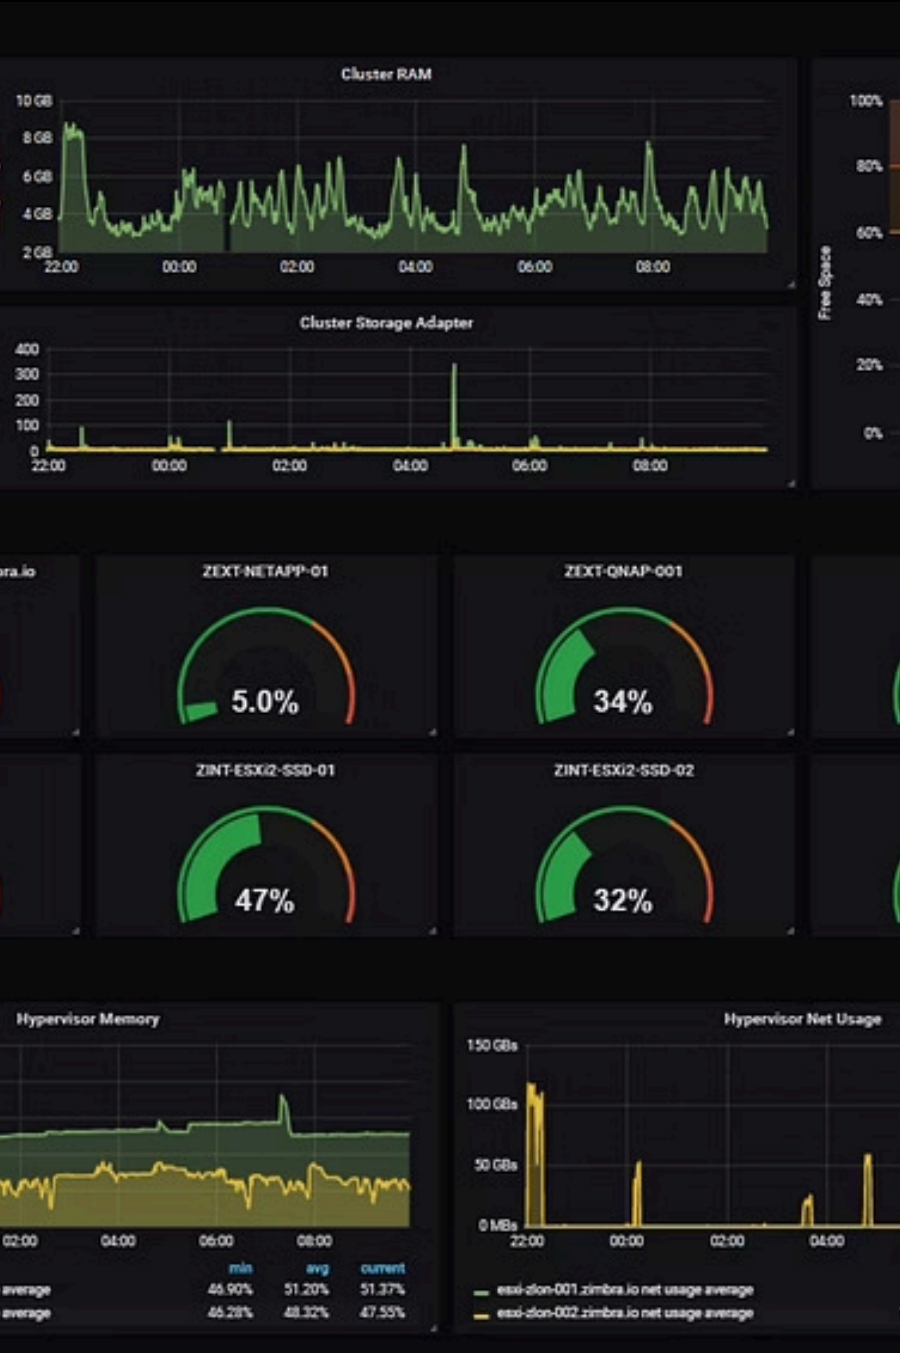 Cluster RAM
10 GB
8 GB
6 GB
4 GB
2 GB
22:00 00:00 02:00 04:00 06:00 08:00
100%
80%
60%
40%
20%
0%
Free Space
Cluster Storage Adapter
400
300
200
100
0
22:00 00:00 02:00 04:00 06:00 08:00
ora.io
ZEXT-NETAPP-01
5.0%
ZEXT-QNAP-001
34%
ZINT-ESXi2-SSD-01
47%
ZINT-ESXi2-SSD-02
32%
Hypervisor Memory
02:00 04:00 06:00 08:00
min avg current
average 46.90% 51.20% 51.37%
average 46.28% 48.32% 47.55%
Hypervisor Net Usage
150 GBs
100 GBs
50 GBs
0 MBs
22:00 00:00 02:00 04:00
esxi-zlon-001.zimbra.io net usage average
esxi-zlon-002.zimbra.io net usage average